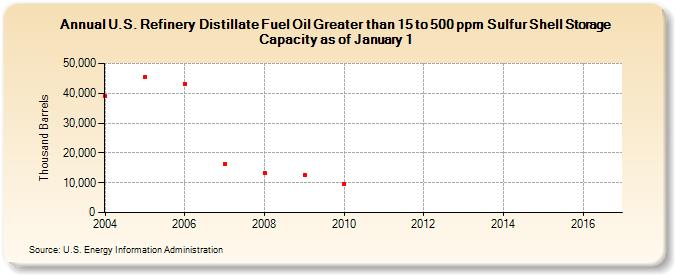 Annual U.S. Refinery Distillate Fuel Oil Greater than 15 to 500 ppm Sulfur Shell Storage
Capacity as of January 1
Thousand Barrels
50,000
40,000
30,000
20,000
10,000
0
2004 2006 2008 2010 2012 2014 2016
Source: U.S. Energy Information Administration